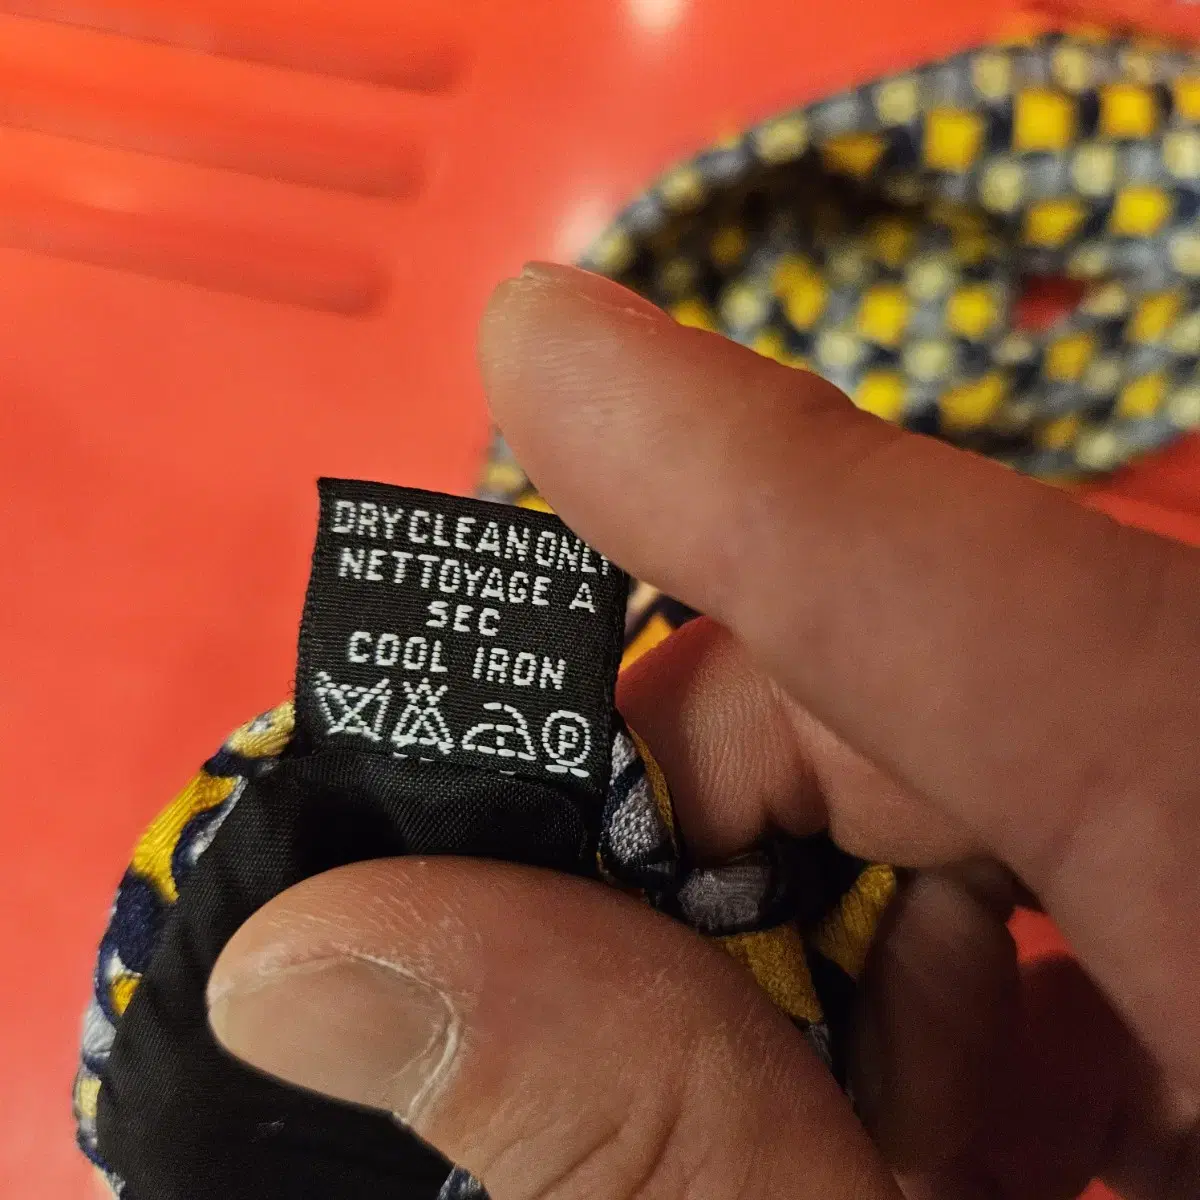 DRY CLEAN ONLY
NETTOYAGE A
SEC
COOL IRON
P